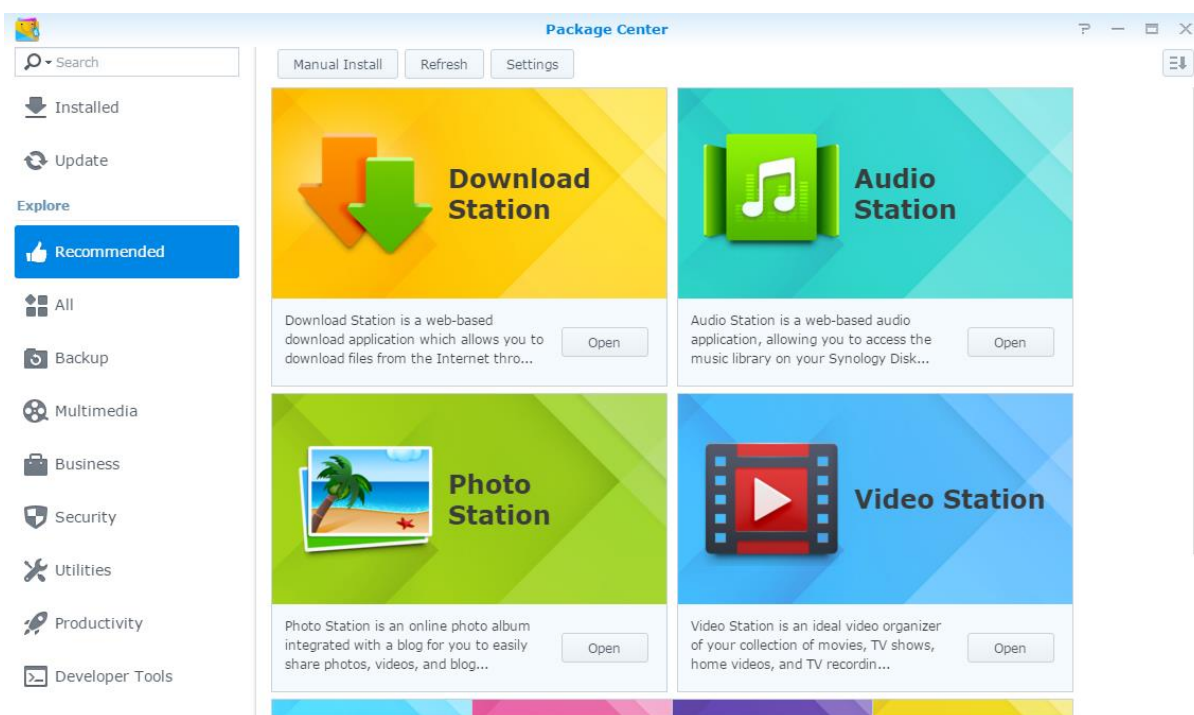 Package Center
Search
Installed
Update
Explore
Recommended
All
Backup
Multimedia
Business
Security
Utilities
Productivity
Developer Tools
Manual Install
Refresh
Settings
Download
Station
Download Station is a web-based
download application which allows you to
download files from the Internet thro...
Open
Audio
Station
Audio Station is a web-based audio
application, allowing you to access the
music library on your Synology Disk...
Open
Photo
Station
Photo Station is an online photo album
integrated with a blog for you to easily
share photos, videos, and blog...
Open
Video Station
Video Station is an ideal video organizer
of your collection of movies, TV shows,
home videos, and TV recordin...
Open